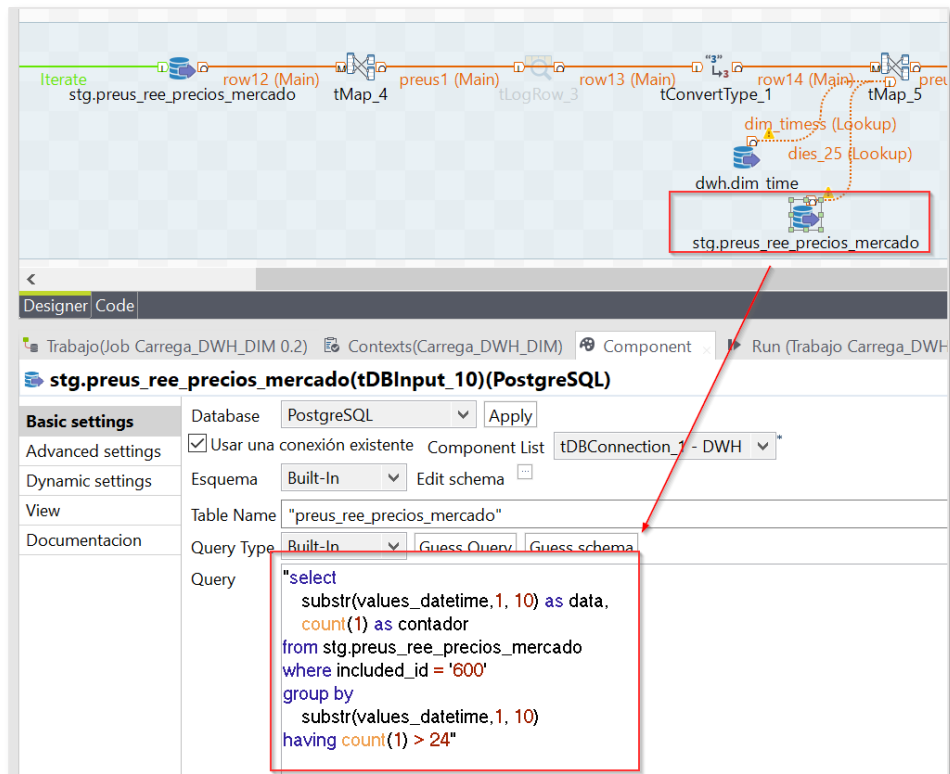 Iterate
row12 (Main)
preus1 (Main)
row13 (Main)
"3"
3
row14 (Main)
preu
stg.preus_ree_precios_mercado
tMap_4
tLogRow_3
tConvertType_1
tMap_5
dim_timess (Lookup)
dies_25 (Lookup)
dwh.dim_time
stg.preus_ree_precios_mercado
Designer Code
Trabajo(Job Carrega_DWH_DIM 0.2) Contexts(Carrega_DWH_DIM) Component Run (Trabajo Carrega_DWH
stg.preus_ree_precios_mercado(tDBInput_10)(PostgreSQL)
Basic settings
Advanced settings
Dynamic settings
View
Documentacion
Database PostgreSQL Apply
Usar una conexión existente Component List tDBConnection_1 - DWH *
Esquema Built-In Edit schema ...
Table Name "preus_ree_precios_mercado"
Query Type Built-In Guess Query Guess schema
Query
"select
substr(values_datetime,1, 10) as data,
count(1) as contador
from stg.preus_ree_precios_mercado
where included_id = '600'
group by
substr(values_datetime,1, 10)
having count(1) > 24"